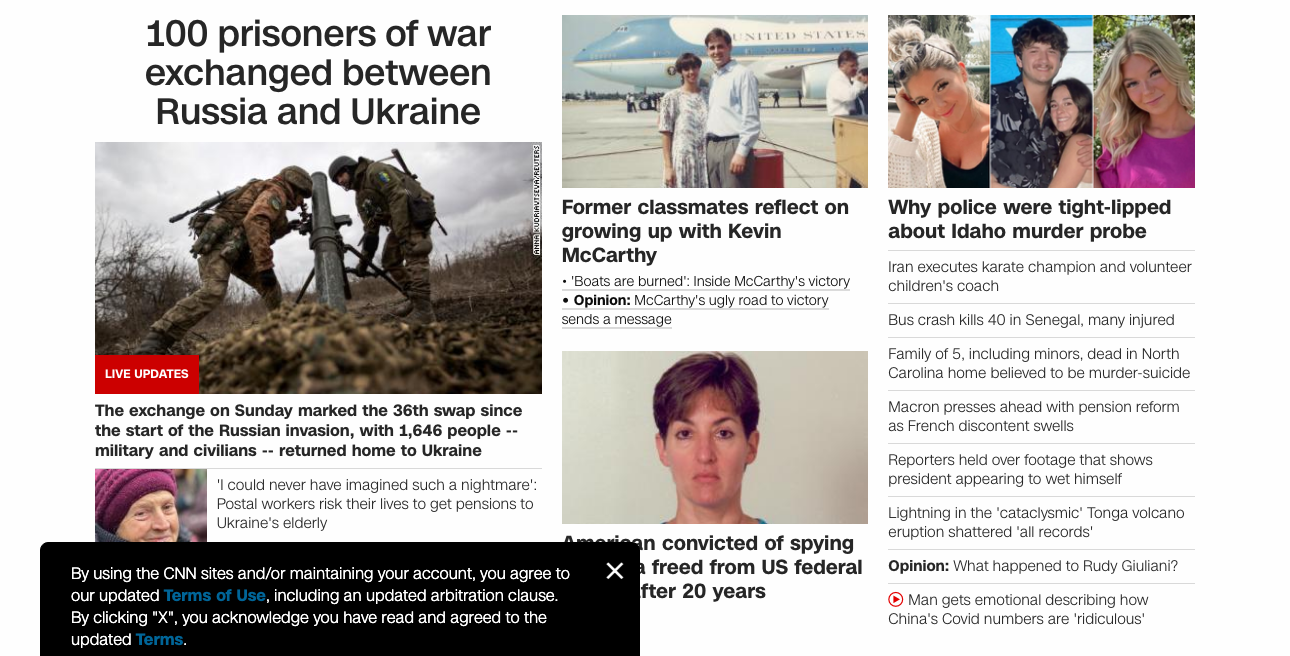 100 prisoners of war
exchanged between
Russia and Ukraine
ANNA KUDRIAVTSEVA/REUTERS
LIVE UPDATES
The exchange on Sunday marked the 36th swap since
the start of the Russian invasion, with 1,646 people --
military and civilians -- returned home to Ukraine
'I could never have imagined such a nightmare':
Postal workers risk their lives to get pensions to
Ukraine's elderly
UNITED STATES
Former classmates reflect on
growing up with Kevin
McCarthy
• 'Boats are burned': Inside McCarthy's victory
• Opinion: McCarthy's ugly road to victory
sends a message
convicted of spying
freed from US federal
20 years
Why police were tight-lipped
about Idaho murder probe
Iran executes karate champion and volunteer
children's coach
Bus crash kills 40 in Senegal, many injured
Family of 5, including minors, dead in North
Carolina home believed to be murder-suicide
Macron presses ahead with pension reform
as French discontent swells
Reporters held over footage that shows
president appearing to wet himself
Lightning in the 'cataclysmic' Tonga volcano
eruption shattered 'all records'
Opinion: What happened to Rudy Giuliani?
Man gets emotional describing how
China's Covid numbers are 'ridiculous'
By using the CNN sites and/or maintaining your account, you agree to
our updated Terms of Use, including an updated arbitration clause.
By clicking "X", you acknowledge you have read and agreed to the
updated Terms.